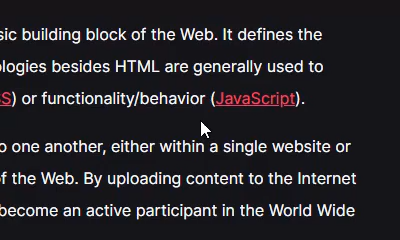 sic building block of the Web. It defines the
ologies besides HTML are generally used to
S) or functionality/behavior (JavaScript).
o one another, either within a single website or
of the Web. By uploading content to the Internet
become an active participant in the World Wide